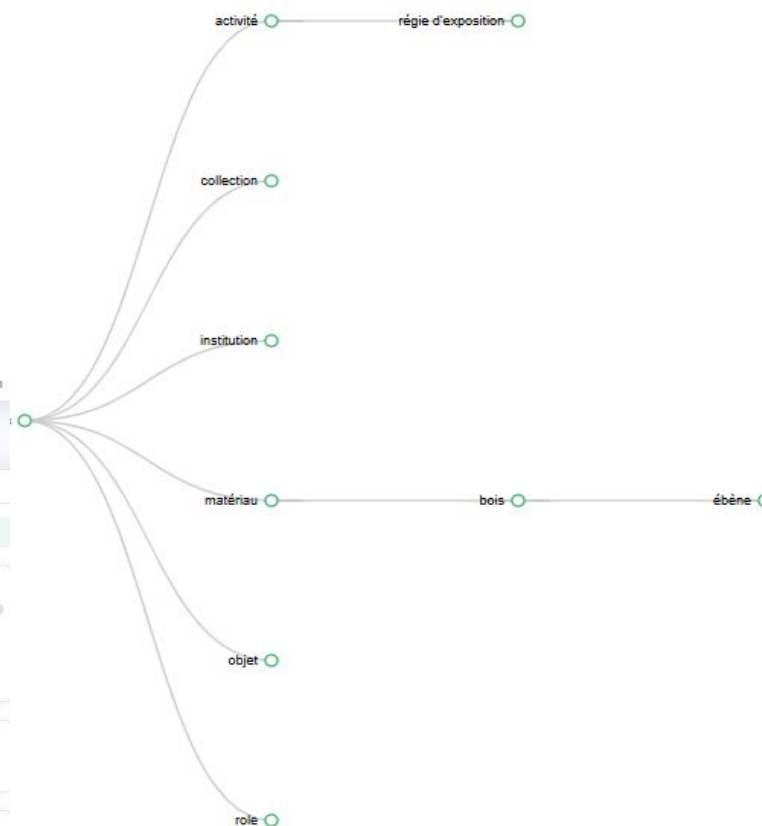 activité
régie d'exposition
collection
institution
matériau
bois
ébène
objet
role